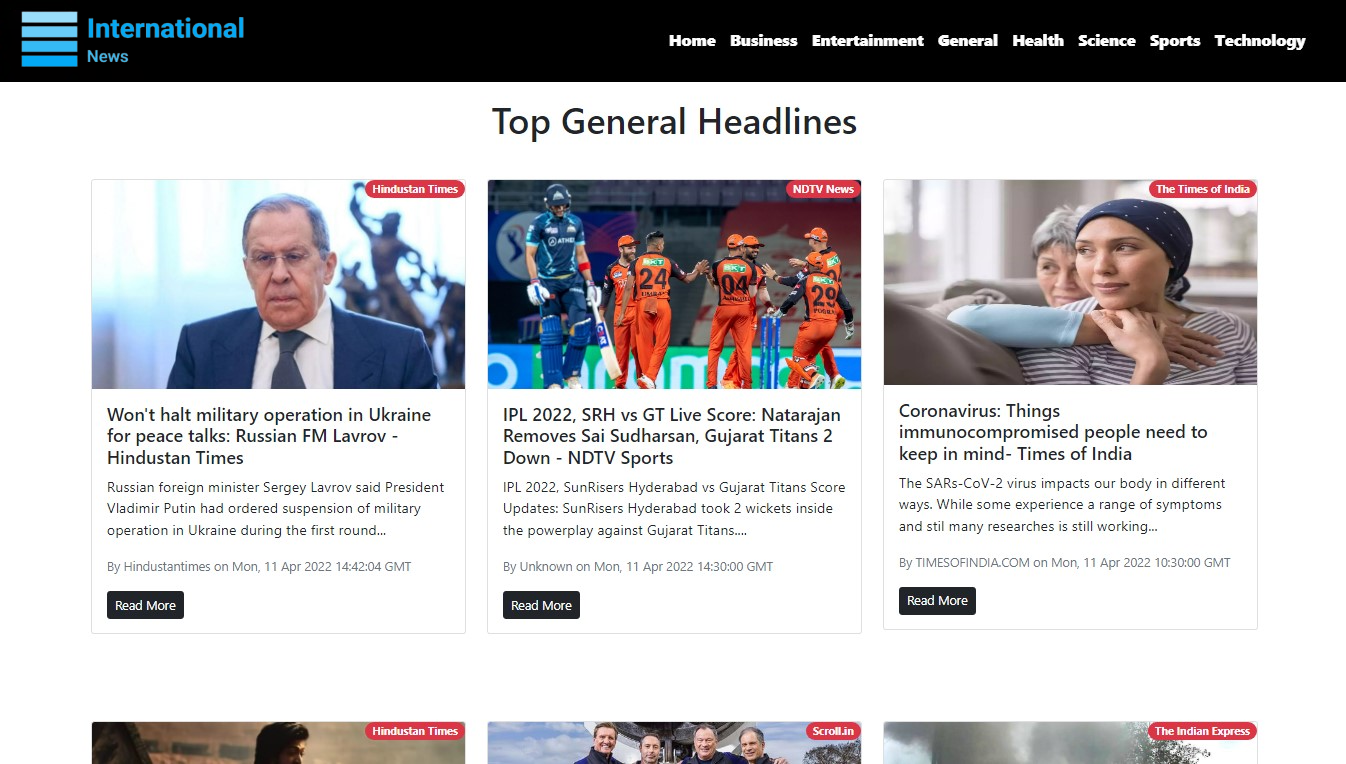 International
News
Home Business Entertainment General Health Science Sports Technology
Top General Headlines
Hindustan Times
Won't halt military operation in Ukraine
for peace talks: Russian FM Lavrov -
Hindustan Times
Russian foreign minister Sergey Lavrov said President
Vladimir Putin had ordered suspension of military
operation in Ukraine during the first round...
By Hindustantimes on Mon, 11 Apr 2022 14:42:04 GMT
Read More
NDTV News
ATHER
SKT
24
UMRAN
SKT
04
SKT
29
IPL 2022, SRH vs GT Live Score: Natarajan
Removes Sai Sudharsan, Gujarat Titans 2
Down - NDTV Sports
IPL 2022, SunRisers Hyderabad vs Gujarat Titans Score
Updates: SunRisers Hyderabad took 2 wickets inside
the powerplay against Gujarat Titans....
By Unknown on Mon, 11 Apr 2022 14:30:00 GMT
Read More
The Times of India
Coronavirus: Things
immunocompromised people need to
keep in mind- Times of India
The SARs-CoV-2 virus impacts our body in different
ways. While some experience a range of symptoms
and stil many researches is still working...
By TIMESOFINDIA.COM on Mon, 11 Apr 2022 10:30:00 GMT
Read More
Hindustan Times
Scroll.in
The Indian Express